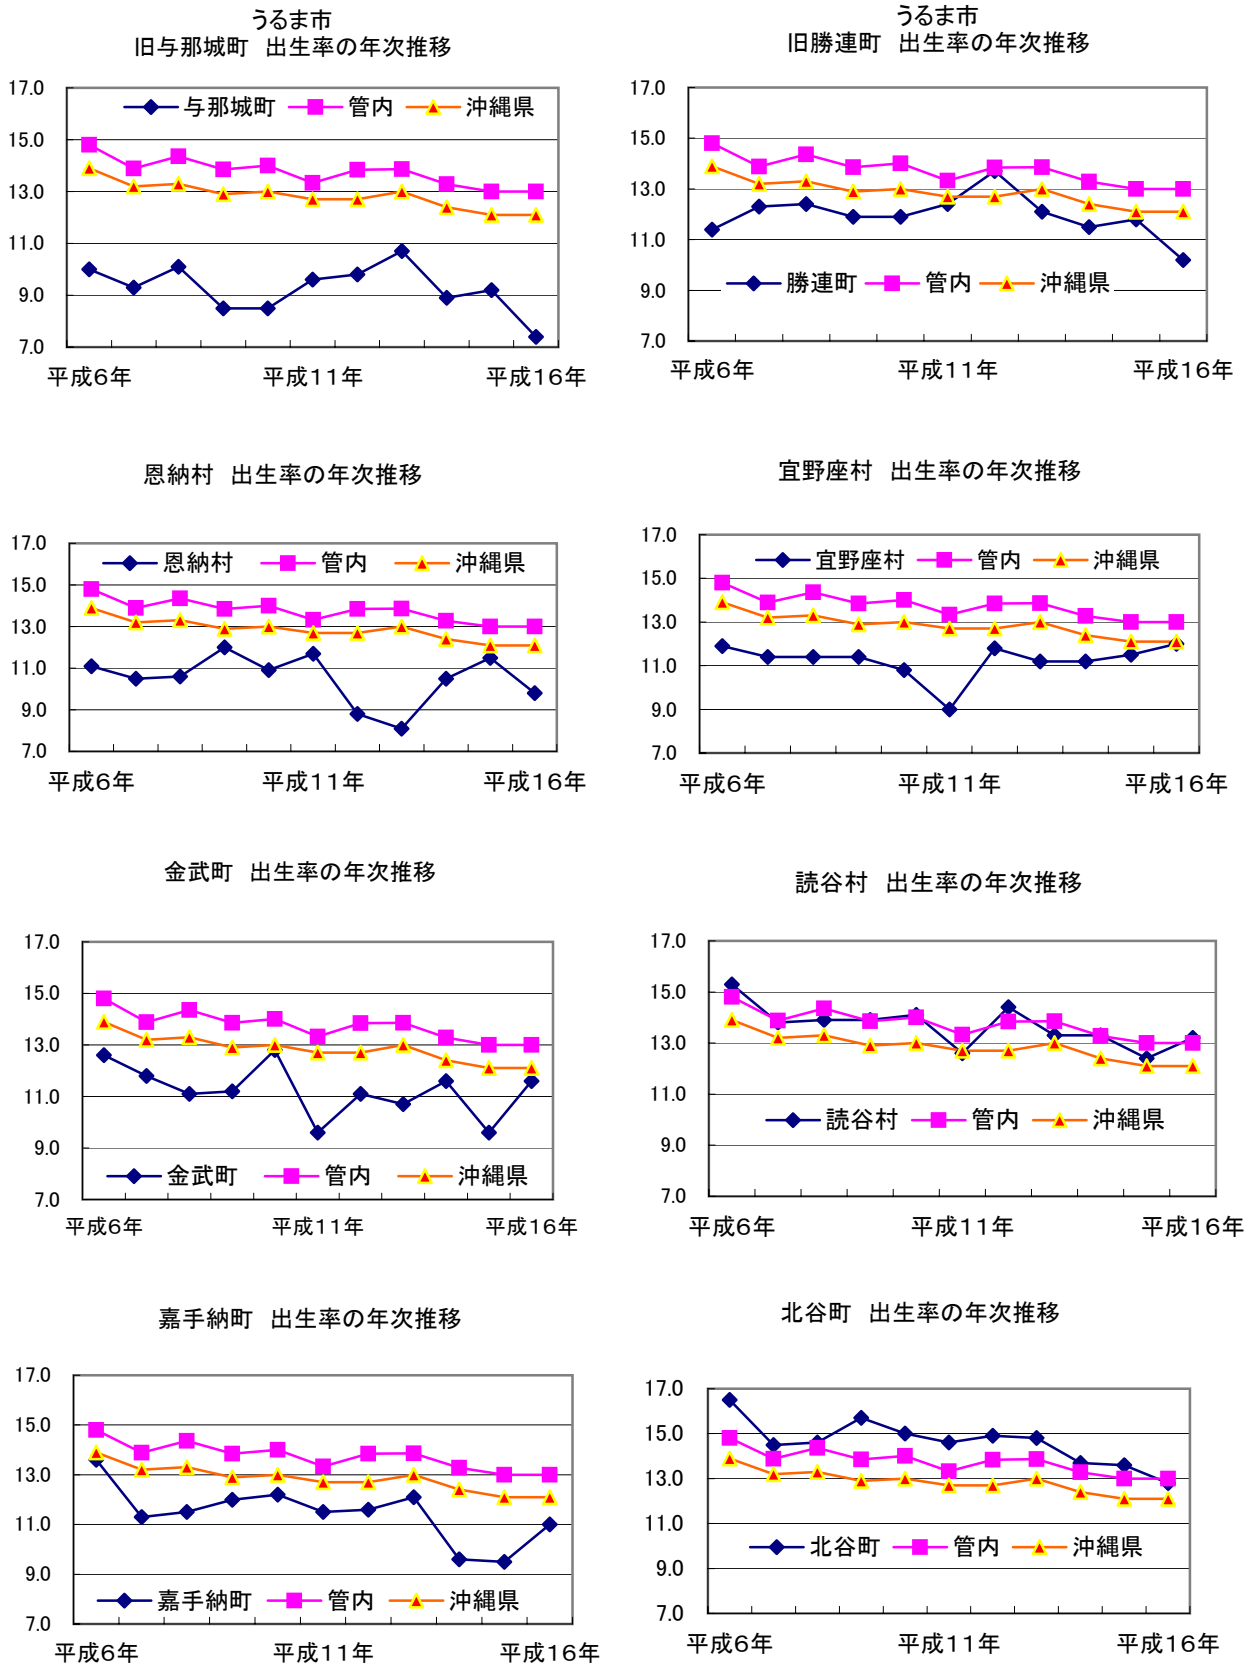 うるま市
旧与那城町 出生率の年次推移
17.0
15.0
13.0
11.0
9.0
7.0
与那城町 管内 沖縄県
平成6年 平成11年 平成16年
うるま市
旧勝連町 出生率の年次推移
17.0
15.0
13.0
11.0
9.0
7.0
勝連町 管内 沖縄県
平成6年 平成11年 平成16年
恩納村 出生率の年次推移
17.0
15.0
13.0
11.0
9.0
7.0
恩納村 管内 沖縄県
平成6年 平成11年 平成16年
宜野座村 出生率の年次推移
17.0
15.0
13.0
11.0
9.0
7.0
宜野座村 管内 沖縄県
平成6年 平成11年 平成16年
金武町 出生率の年次推移
17.0
15.0
13.0
11.0
9.0
7.0
金武町 管内 沖縄県
平成6年 平成11年 平成16年
読谷村 出生率の年次推移
17.0
15.0
13.0
11.0
9.0
7.0
読谷村 管内 沖縄県
平成6年 平成11年 平成16年
嘉手納町 出生率の年次推移
17.0
15.0
13.0
11.0
9.0
7.0
嘉手納町 管内 沖縄県
平成6年 平成11年 平成16年
北谷町 出生率の年次推移
17.0
15.0
13.0
11.0
9.0
7.0
北谷町 管内 沖縄県
平成6年 平成11年 平成16年